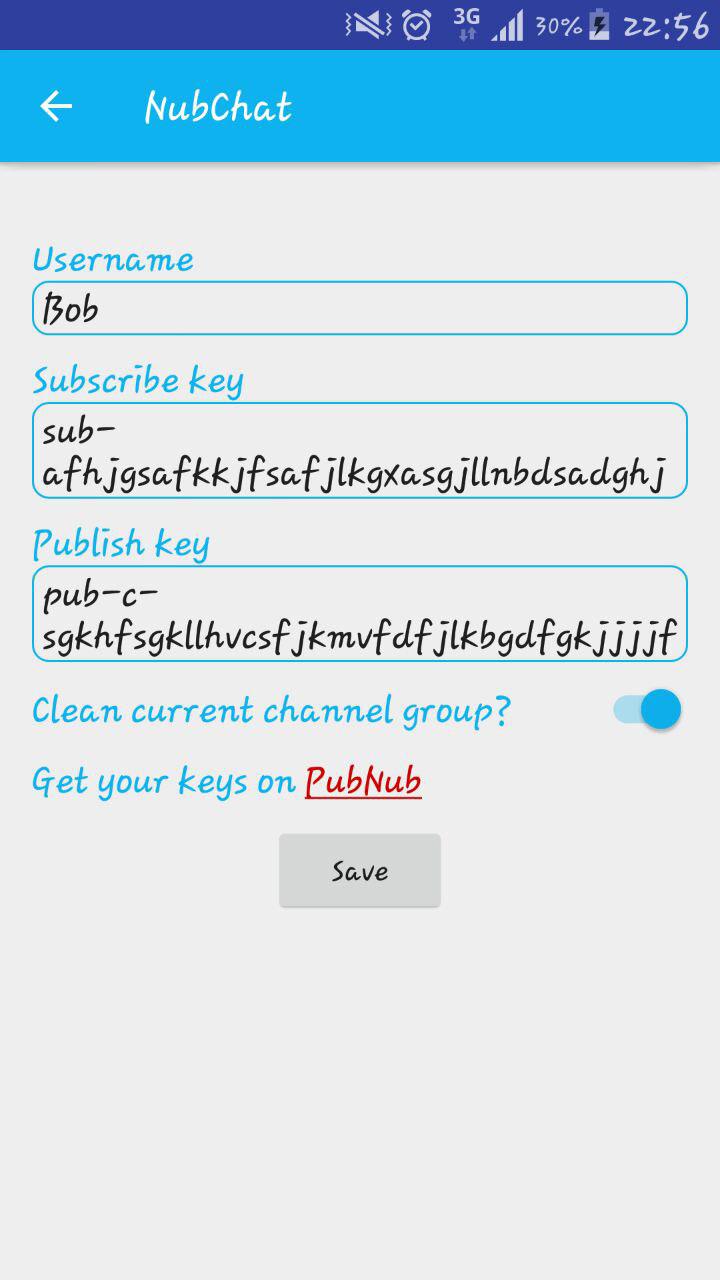 3G 30% 22:56
NubChat
Username
Bob
Subscribe key
sub-
afhjgsafkkjfsafjlkgxasgjllnbdsadghj
Publish key
pub-c-
sgkhfsgkllhvcsfjkmvfdfjlkbgdfgkjjjjf
Clean current channel group?
Get your keys on PubNub
Save